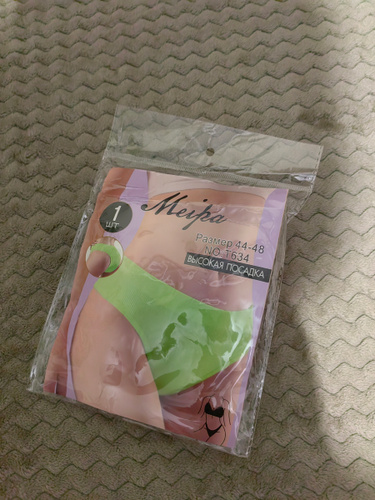 1
ШТ
Meipa
Размер 44-48
NO. T634
ВЫСОКАЯ ПОСАДКА